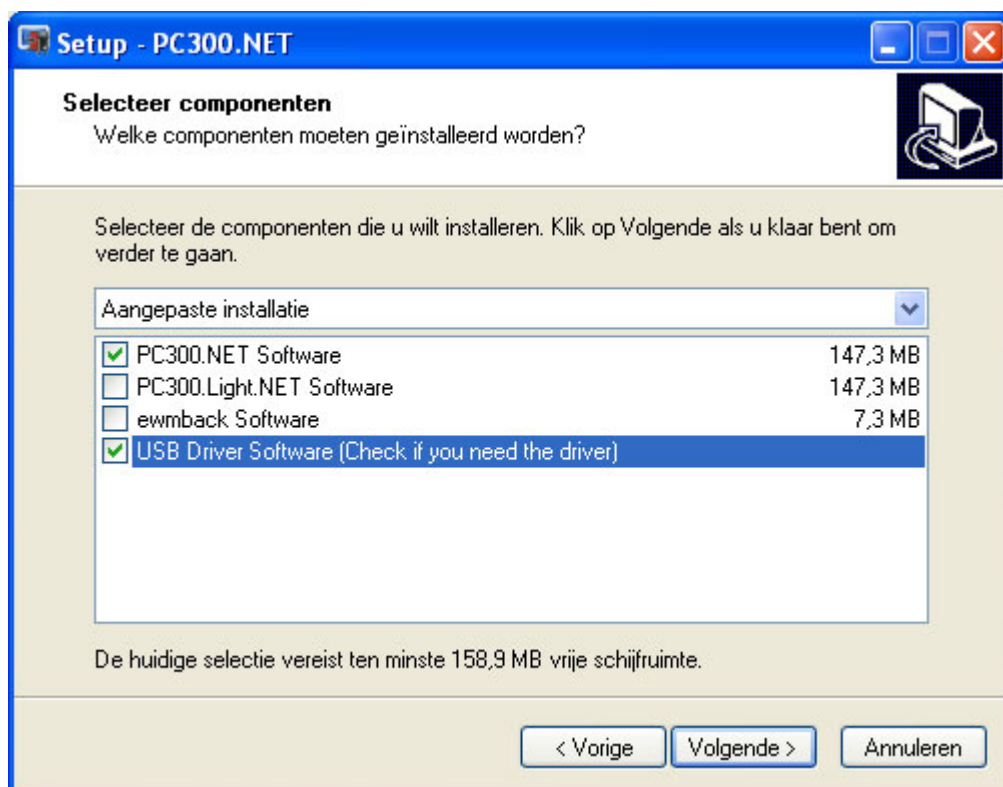 Setup - PC300.NET
Selecteer componenten
Welke componenten moeten geïnstalleerd worden?
Selecteer de componenten die u wilt installeren. Klik op Volgende als u klaar bent om
verder te gaan.
Aangepaste installatie
PC300.NET Software 147,3 MB
PC300.Light.NET Software 147,3 MB
ewmback Software 7,3 MB
USB Driver Software (Check if you need the driver)
De huidige selectie vereist ten minste 158,9 MB vrije schijfruimte.
< Vorige Volgende > Annuleren